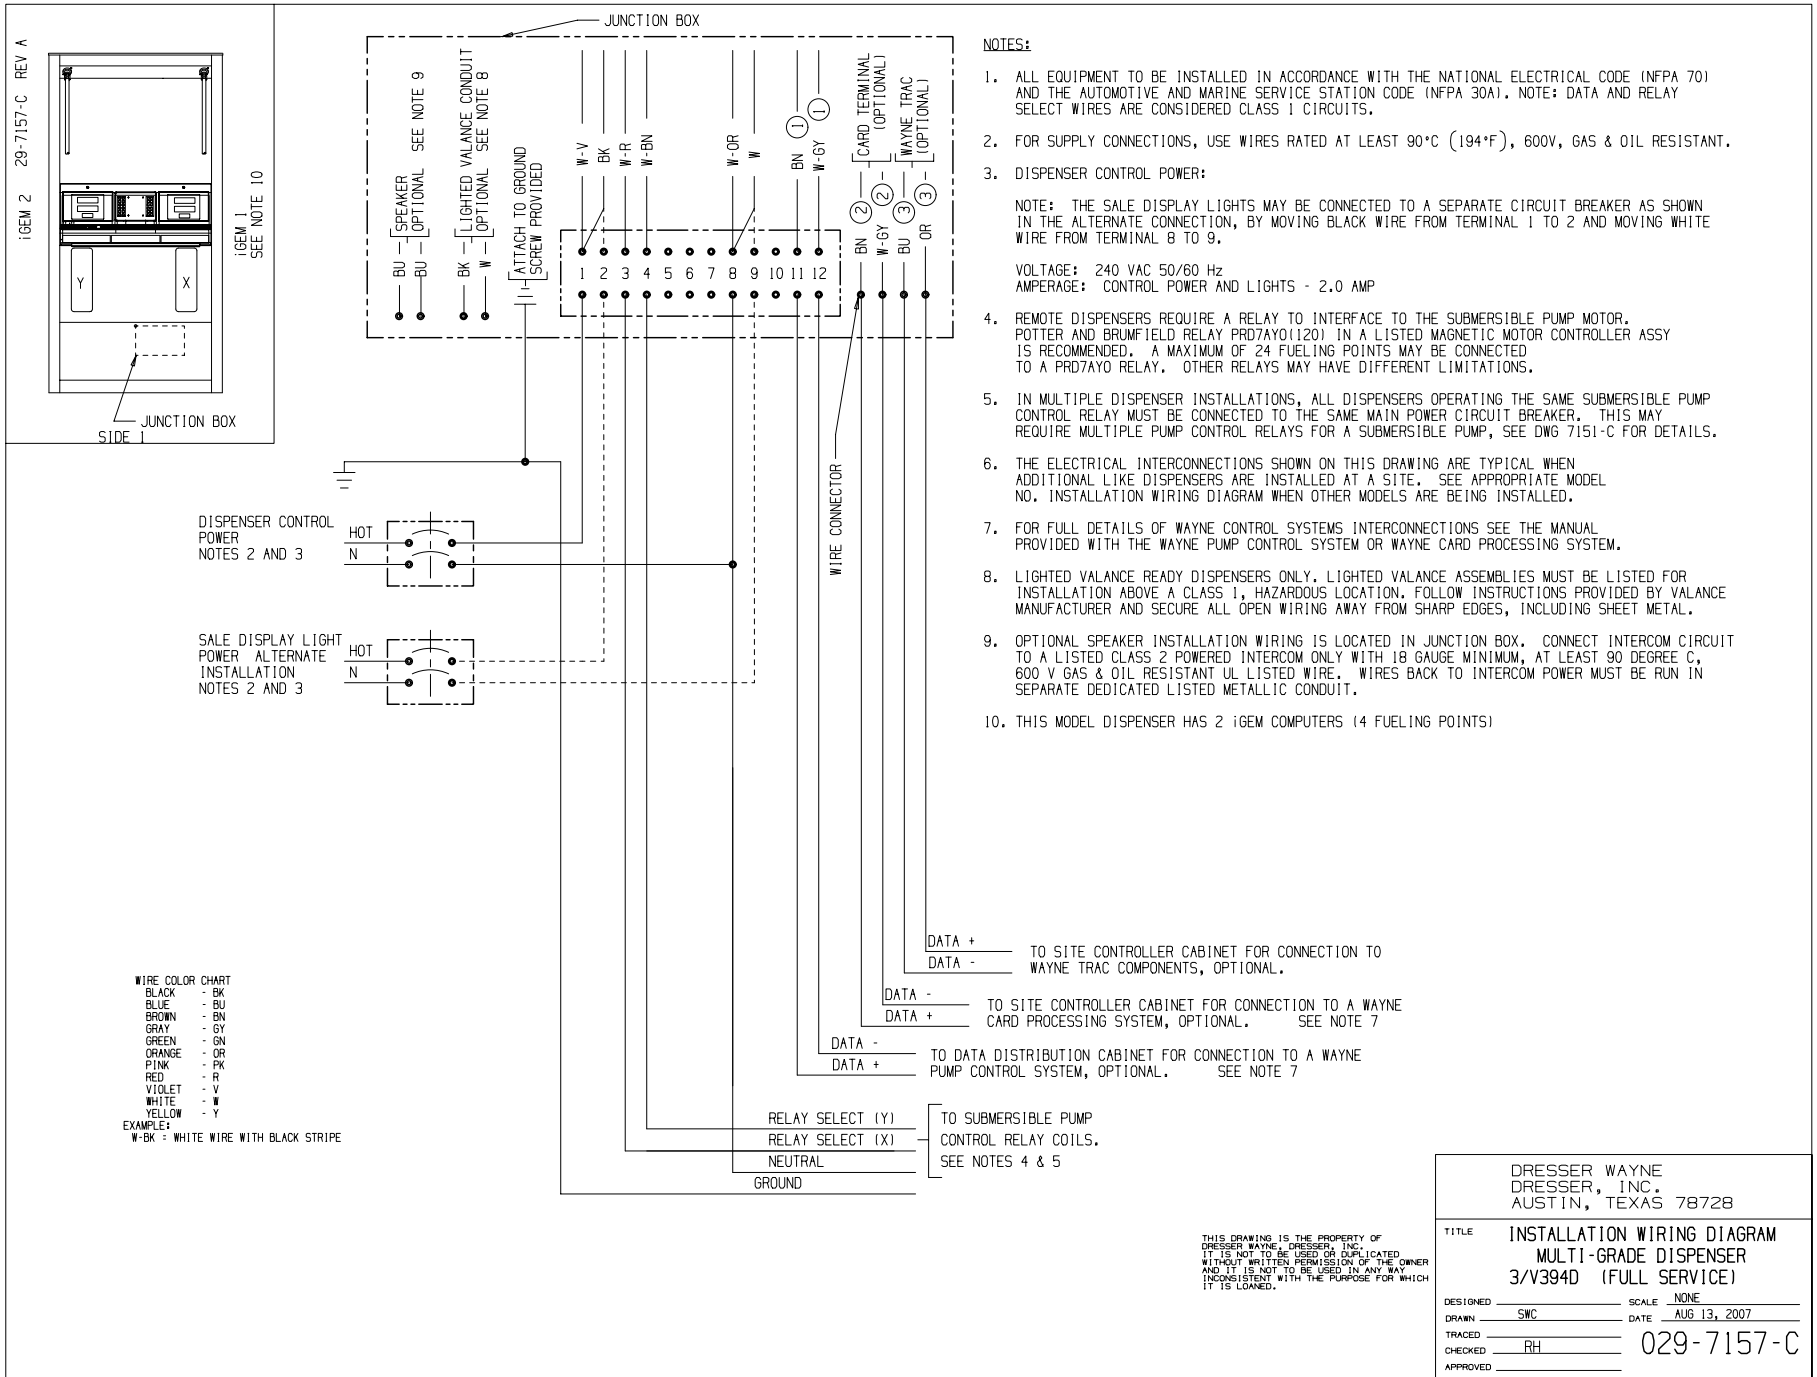 29-7157-C REV A
iGEM 2
iGEM 1
SEE NOTE 10
Y
X
JUNCTION BOX
SIDE 1
JUNCTION BOX
SPEAKER
OPTIONAL SEE NOTE 9
BU
BU
LIGHTED VALANCE CONDUIT
OPTIONAL SEE NOTE 8
BK
W
ATTACH TO GROUND
SCREW PROVIDED
W-V
BK
W-R
W-BN
W-OR
W
BN 1
W-GY 1
CARD TERMINAL
(OPTIONAL)
WAYNE TRAC
(OPTIONAL)
BN 2
W-GY 2
BU 3
OR 3
1 2 3 4 5 6 7 8 9 10 11 12
WIRE CONNECTOR
DISPENSER CONTROL
POWER
NOTES 2 AND 3
HOT
N
SALE DISPLAY LIGHT
POWER ALTERNATE
INSTALLATION
NOTES 2 AND 3
HOT
N
NOTES:
1. ALL EQUIPMENT TO BE INSTALLED IN ACCORDANCE WITH THE NATIONAL ELECTRICAL CODE (NFPA 70)
AND THE AUTOMOTIVE AND MARINE SERVICE STATION CODE (NFPA 30A). NOTE: DATA AND RELAY
SELECT WIRES ARE CONSIDERED CLASS 1 CIRCUITS.
2. FOR SUPPLY CONNECTIONS, USE WIRES RATED AT LEAST 90°C (194°F), 600V, GAS & OIL RESISTANT.
3. DISPENSER CONTROL POWER:
NOTE: THE SALE DISPLAY LIGHTS MAY BE CONNECTED TO A SEPARATE CIRCUIT BREAKER AS SHOWN
IN THE ALTERNATE CONNECTION, BY MOVING BLACK WIRE FROM TERMINAL 1 TO 2 AND MOVING WHITE
WIRE FROM TERMINAL 8 TO 9.
VOLTAGE: 240 VAC 50/60 Hz
AMPERAGE: CONTROL POWER AND LIGHTS - 2.0 AMP
4. REMOTE DISPENSERS REQUIRE A RELAY TO INTERFACE TO THE SUBMERSIBLE PUMP MOTOR.
POTTER AND BRUMFIELD RELAY PRD7AYO(120) IN A LISTED MAGNETIC MOTOR CONTROLLER ASSY
IS RECOMMENDED. A MAXIMUM OF 24 FUELING POINTS MAY BE CONNECTED
TO A PRD7AYO RELAY. OTHER RELAYS MAY HAVE DIFFERENT LIMITATIONS.
5. IN MULTIPLE DISPENSER INSTALLATIONS, ALL DISPENSERS OPERATING THE SAME SUBMERSIBLE PUMP
CONTROL RELAY MUST BE CONNECTED TO THE SAME MAIN POWER CIRCUIT BREAKER. THIS MAY
REQUIRE MULTIPLE PUMP CONTROL RELAYS FOR A SUBMERSIBLE PUMP, SEE DWG 7151-C FOR DETAILS.
6. THE ELECTRICAL INTERCONNECTIONS SHOWN ON THIS DRAWING ARE TYPICAL WHEN
ADDITIONAL LIKE DISPENSERS ARE INSTALLED AT A SITE. SEE APPROPRIATE MODEL
NO. INSTALLATION WIRING DIAGRAM WHEN OTHER MODELS ARE BEING INSTALLED.
7. FOR FULL DETAILS OF WAYNE CONTROL SYSTEMS INTERCONNECTIONS SEE THE MANUAL
PROVIDED WITH THE WAYNE PUMP CONTROL SYSTEM OR WAYNE CARD PROCESSING SYSTEM.
8. LIGHTED VALANCE READY DISPENSERS ONLY. LIGHTED VALANCE ASSEMBLIES MUST BE LISTED FOR
INSTALLATION ABOVE A CLASS 1, HAZARDOUS LOCATION. FOLLOW INSTRUCTIONS PROVIDED BY VALANCE
MANUFACTURER AND SECURE ALL OPEN WIRING AWAY FROM SHARP EDGES, INCLUDING SHEET METAL.
9. OPTIONAL SPEAKER INSTALLATION WIRING IS LOCATED IN JUNCTION BOX. CONNECT INTERCOM CIRCUIT
TO A LISTED CLASS 2 POWERED INTERCOM ONLY WITH 18 GAUGE MINIMUM, AT LEAST 90 DEGREE C,
600 V GAS & OIL RESISTANT UL LISTED WIRE. WIRES BACK TO INTERCOM POWER MUST BE RUN IN
SEPARATE DEDICATED LISTED METALLIC CONDUIT.
10. THIS MODEL DISPENSER HAS 2 iGEM COMPUTERS (4 FUELING POINTS)
DATA +
DATA -
TO SITE CONTROLLER CABINET FOR CONNECTION TO
WAYNE TRAC COMPONENTS, OPTIONAL.
DATA -
DATA +
TO SITE CONTROLLER CABINET FOR CONNECTION TO A WAYNE
CARD PROCESSING SYSTEM, OPTIONAL. SEE NOTE 7
DATA -
DATA +
TO DATA DISTRIBUTION CABINET FOR CONNECTION TO A WAYNE
PUMP CONTROL SYSTEM, OPTIONAL. SEE NOTE 7
RELAY SELECT (Y)
RELAY SELECT (X)
NEUTRAL
GROUND
TO SUBMERSIBLE PUMP
CONTROL RELAY COILS.
SEE NOTES 4 & 5
WIRE COLOR CHART
BLACK - BK
BLUE - BU
BROWN - BN
GRAY - GY
GREEN - GN
ORANGE - OR
PINK - PK
RED - R
VIOLET - V
WHITE - W
YELLOW - Y
EXAMPLE:
W-BK = WHITE WIRE WITH BLACK STRIPE
THIS DRAWING IS THE PROPERTY OF
DRESSER WAYNE, DRESSER, INC.
IT IS NOT TO BE USED OR DUPLICATED
WITHOUT WRITTEN PERMISSION OF THE OWNER
AND IT IS NOT TO BE USED IN ANY WAY
INCONSISTENT WITH THE PURPOSE FOR WHICH
IT IS LOANED.
DRESSER WAYNE
DRESSER, INC.
AUSTIN, TEXAS 78728
TITLE INSTALLATION WIRING DIAGRAM
MULTI-GRADE DISPENSER
3/V394D (FULL SERVICE)
DESIGNED
SCALE NONE
DRAWN SWC
DATE AUG 13, 2007
TRACED
CHECKED RH
029-7157-C
APPROVED